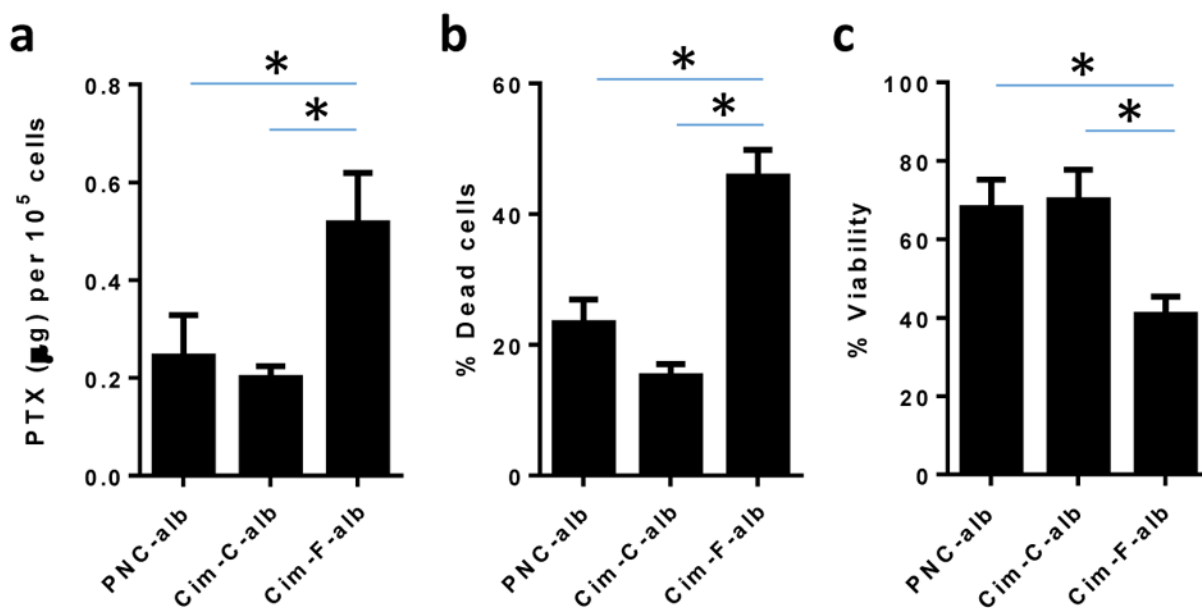 a
PTX (μg) per 10⁵ cells
0.8
0.6
0.4
0.2
0.0
*
*
PNC-alb
Cim-C-alb
Cim-F-alb
b
% Dead cells
60
40
20
0
*
*
PNC-alb
Cim-C-alb
Cim-F-alb
c
% Viability
100
80
60
40
20
0
*
*
PNC-alb
Cim-C-alb
Cim-F-alb